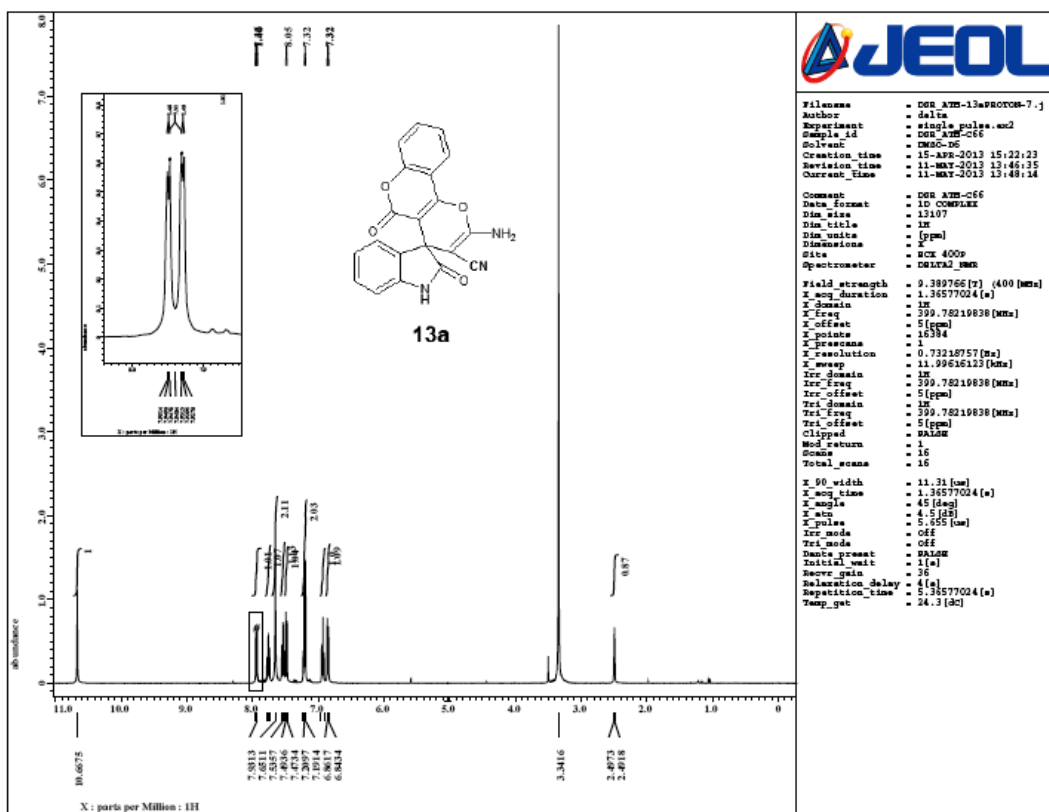 7.32
8.05
7.32
JEOL
Filename = DSR_ATM-13aPROTON-7.j
Author = delta
Experiment = single_pulse.ex2
Sample_id = DSR_ATM-C66
Solvent = DMSO-D6
Creation_time = 15-APR-2013 15:22:23
Revision_time = 11-MAY-2013 13:46:35
Current_time = 11-MAY-2013 13:48:14
Comment = DSR ATM-C66
Data_format = 1D COMPLEX
Dim_size = 13107
Dim_title = 1H
Dim_units = [ppm]
Dimensions = X
Site = ECX 400P
Spectrometer = DELTA2_NMR
Field_strength = 9.389766[T] (400[MHz]
X_acq_duration = 1.36577024[s]
X_domain = 1H
X_freq = 399.78219838[MHz]
X_offset = 5[ppm]
X_points = 16384
X_prescans = 1
X_resolution = 0.73218757[Hz]
X_sweep = 11.99616123[kHz]
Irr_domain = 1H
Irr_freq = 399.78219838[MHz]
Irr_offset = 5[ppm]
Tri_domain = 1H
Tri_freq = 399.78219838[MHz]
Tri_offset = 5[ppm]
Clipped = FALSE
Mod_return = 1
Scans = 16
Total_scans = 16
X_90_width = 11.31[us]
X_acq_time = 1.36577024[s]
X_angle = 45[deg]
X_atn = 4.5[dB]
X_pulse = 5.655[us]
Irr_mode = Off
Tri_mode = Off
Dante_presat = FALSE
Initial_wait = 1[s]
Recvr_gain = 36
Relaxation_delay = 4[s]
Repetition_time = 5.36577024[s]
Temp_get = 24.3[dC]
O
O
O
NH2
CN
O
N
H
13a
X : parts per Million : 1H
abundance
8.0
7.0
6.0
5.0
4.0
3.0
2.0
1.0
0
1
2.11
2.03
1.09
0.87
11.0 10.0 9.0 8.0 7.0 6.0 5.0 4.0 3.0 2.0 1.0 0
10.6675
7.9313
7.6511
7.5357
7.4936
7.4734
7.2097
7.1914
6.8617
6.8434
3.3416
2.4973
2.4918
X : parts per Million : 1H